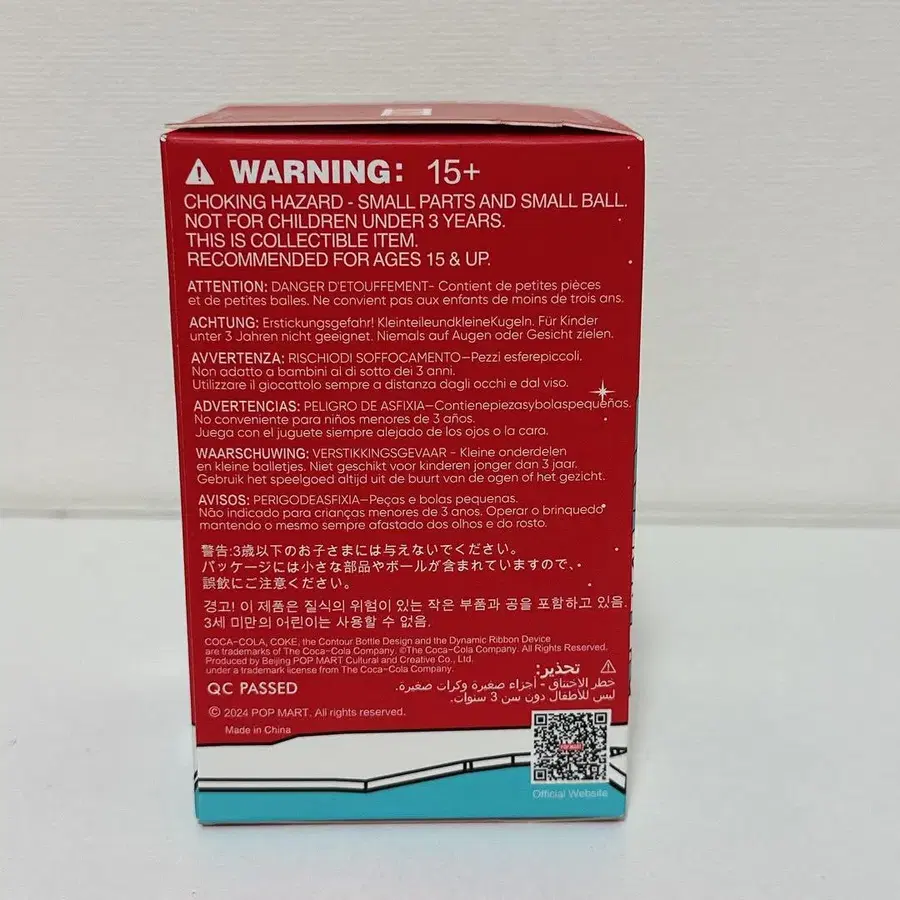 WARNING: 15+
CHOKING HAZARD - SMALL PARTS AND SMALL BALL.
NOT FOR CHILDREN UNDER 3 YEARS.
THIS IS COLLECTIBLE ITEM.
RECOMMENDED FOR AGES 15 & UP.
ATTENTION: DANGER D'ETOUFFEMENT- Contient de petites pièces
et de petites balles. Ne convient pas aux enfants de moins de trois ans.
ACHTUNG: Erstickungsgefahr! KleinteileundkleineKugeln. Für Kinder
unter 3 Jahren nicht geeignet. Niemals auf Augen oder Gesicht zielen.
AVVERTENZA: RISCHIODI SOFFOCAMENTO—Pezzi esferepiccoli.
Non adatto a bambini al di sotto dei 3 anni.
Utilizzare il giocattolo sempre a distanza dagli occhi e dal viso.
ADVERTENCIAS: PELIGRO DE ASFIXIA—Contienepiezasybolaspequeñas.
No conveniente para niños menores de 3 años.
Juega con el juguete siempre alejado de los ojos o la cara.
WAARSCHUWING: VERSTIKKINGSGEVAAR - Kleine onderdelen
en kleine balletjes. Niet geschikt voor kinderen jonger dan 3 jaar.
Gebruik het speelgoed altijd uit de buurt van de ogen of het gezicht.
AVISOS: PERIGODEASFIXIA—Peças e bolas pequenas.
Não indicado para crianças menores de 3 anos. Operar o brinquedo
mantendo o mesmo sempre afastado dos olhos e do rosto.
警告:3歳以下のお子さまには与えないでください。
パッケージには小さな部品やボールが含まれていますので、
誤飲にご注意ください。
경고! 이 제품은 질식의 위험이 있는 작은 부품과 공을 포함하고 있음.
3세 미만의 어린이는 사용할 수 없음.
COCA-COLA, COKE, the Contour Bottle Design and the Dynamic Ribbon Device
are trademarks of The Coca-Cola Company. ©The Coca-Cola Company. All Rights Reserved.
Produced by Beijing POP MART Cultural and Creative Co., Ltd.
under a trademark license from The Coca-Cola Company.
تحذير:
خطر الاختناق - أجزاء صغيرة وكرات صغيرة.
ليس للأطفال دون سن 3 سنوات.
QC PASSED
© 2024 POP MART. All rights reserved.
Made in China
POP MART
Official Website